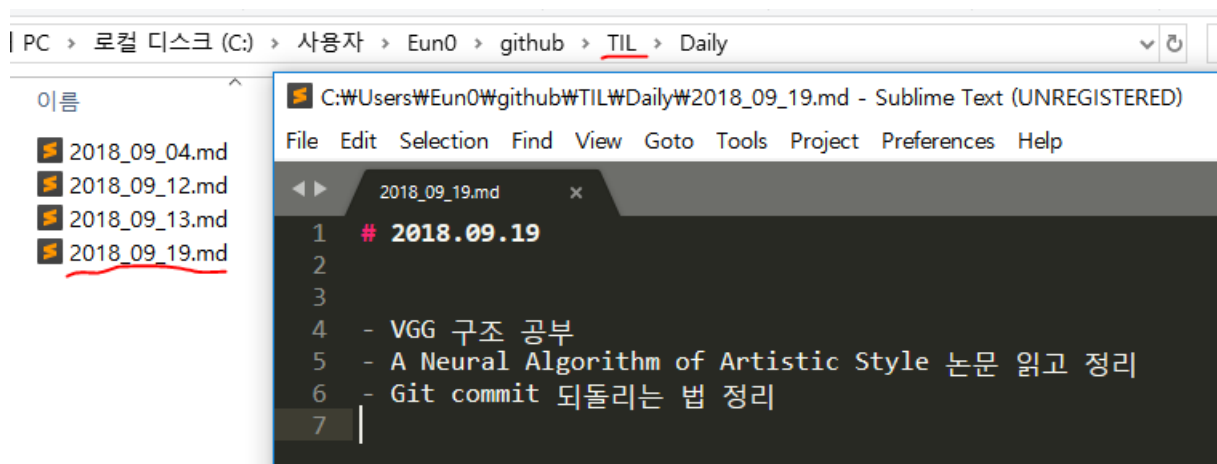 PC > 로컬 디스크 (C:) > 사용자 > Eun0 > github > TIL > Daily
이름
2018_09_04.md
2018_09_12.md
2018_09_13.md
2018_09_19.md
C:₩Users₩Eun0₩github₩TIL₩Daily₩2018_09_19.md - Sublime Text (UNREGISTERED)
File Edit Selection Find View Goto Tools Project Preferences Help
2018_09_19.md ×
1 # 2018.09.19
2
3
4 - VGG 구조 공부
5 - A Neural Algorithm of Artistic Style 논문 읽고 정리
6 - Git commit 되돌리는 법 정리
7